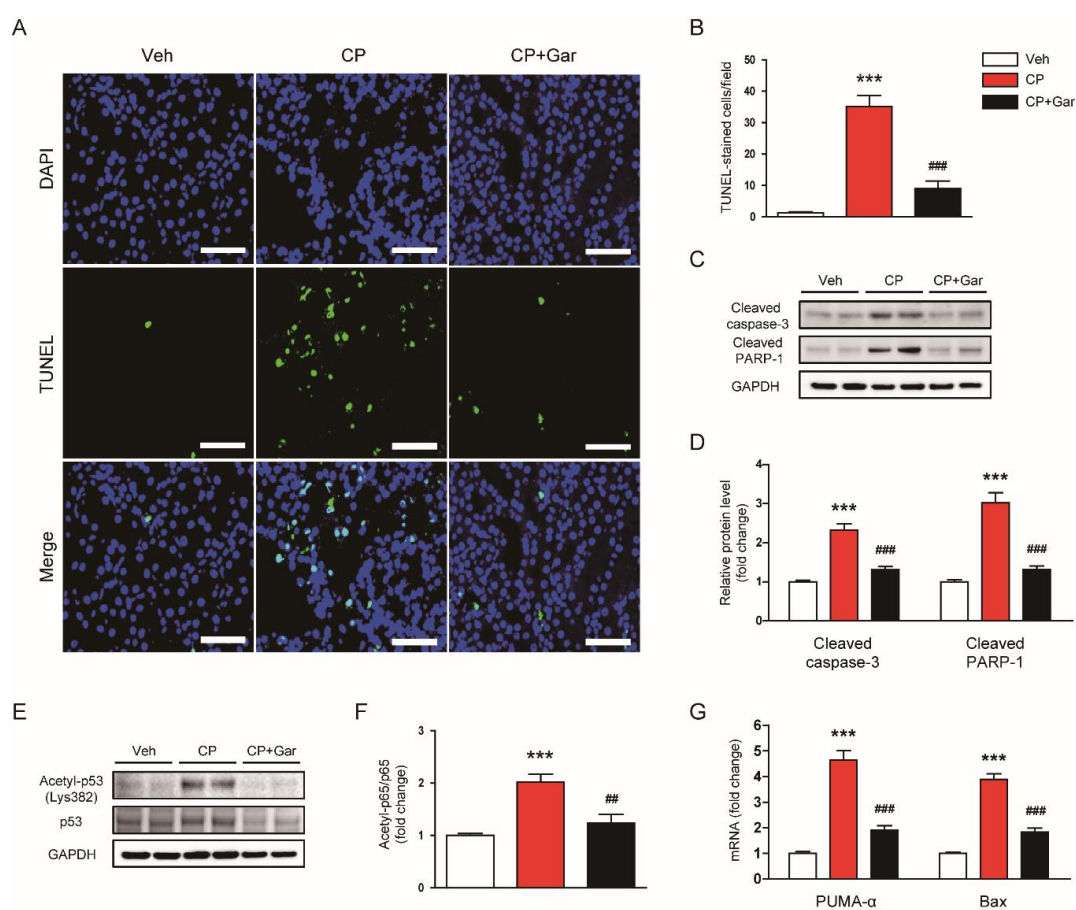 A
Veh
CP
CP+Gar
DAPI
TUNEL
Merge
B
TUNEL-stained cells/field
50
40
30
20
10
0
***
###
Veh
CP
CP+Gar
C
Veh
CP
CP+Gar
Cleaved
caspase-3
Cleaved
PARP-1
GAPDH
D
Relative protein level
(fold change)
4
3
2
1
0
***
###
***
###
Cleaved
caspase-3
Cleaved
PARP-1
E
Veh
CP
CP+Gar
Acetyl-p53
(Lys382)
p53
GAPDH
F
Acetyl-p65/p65
(fold change)
3
2
1
0
***
##
G
mRNA (fold change)
6
5
4
3
2
1
0
***
###
***
###
PUMA-α
Bax